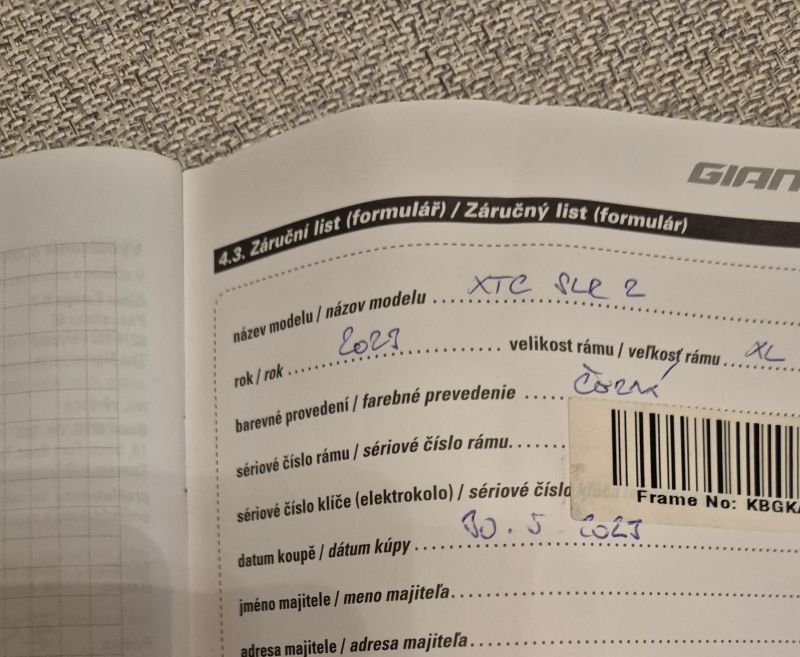 GIAN
4.3. Záruční list (formulář) / Záručný list (formulár)
název modelu / názov modelu XTC SLR 2
rok / rok 2023 velikost rámu / veľkosť rámu XL
barevné provedení / farebné prevedenie Černá
sériové číslo rámu / sériové číslo rámu
sériové číslo klíče (elektrokolo) / sériové číslo
Frame No: KBGKA
datum koupě / dátum kúpy 30. 5. 2023
jméno majitele / meno majiteľa
adresa majitele / adresa majiteľa